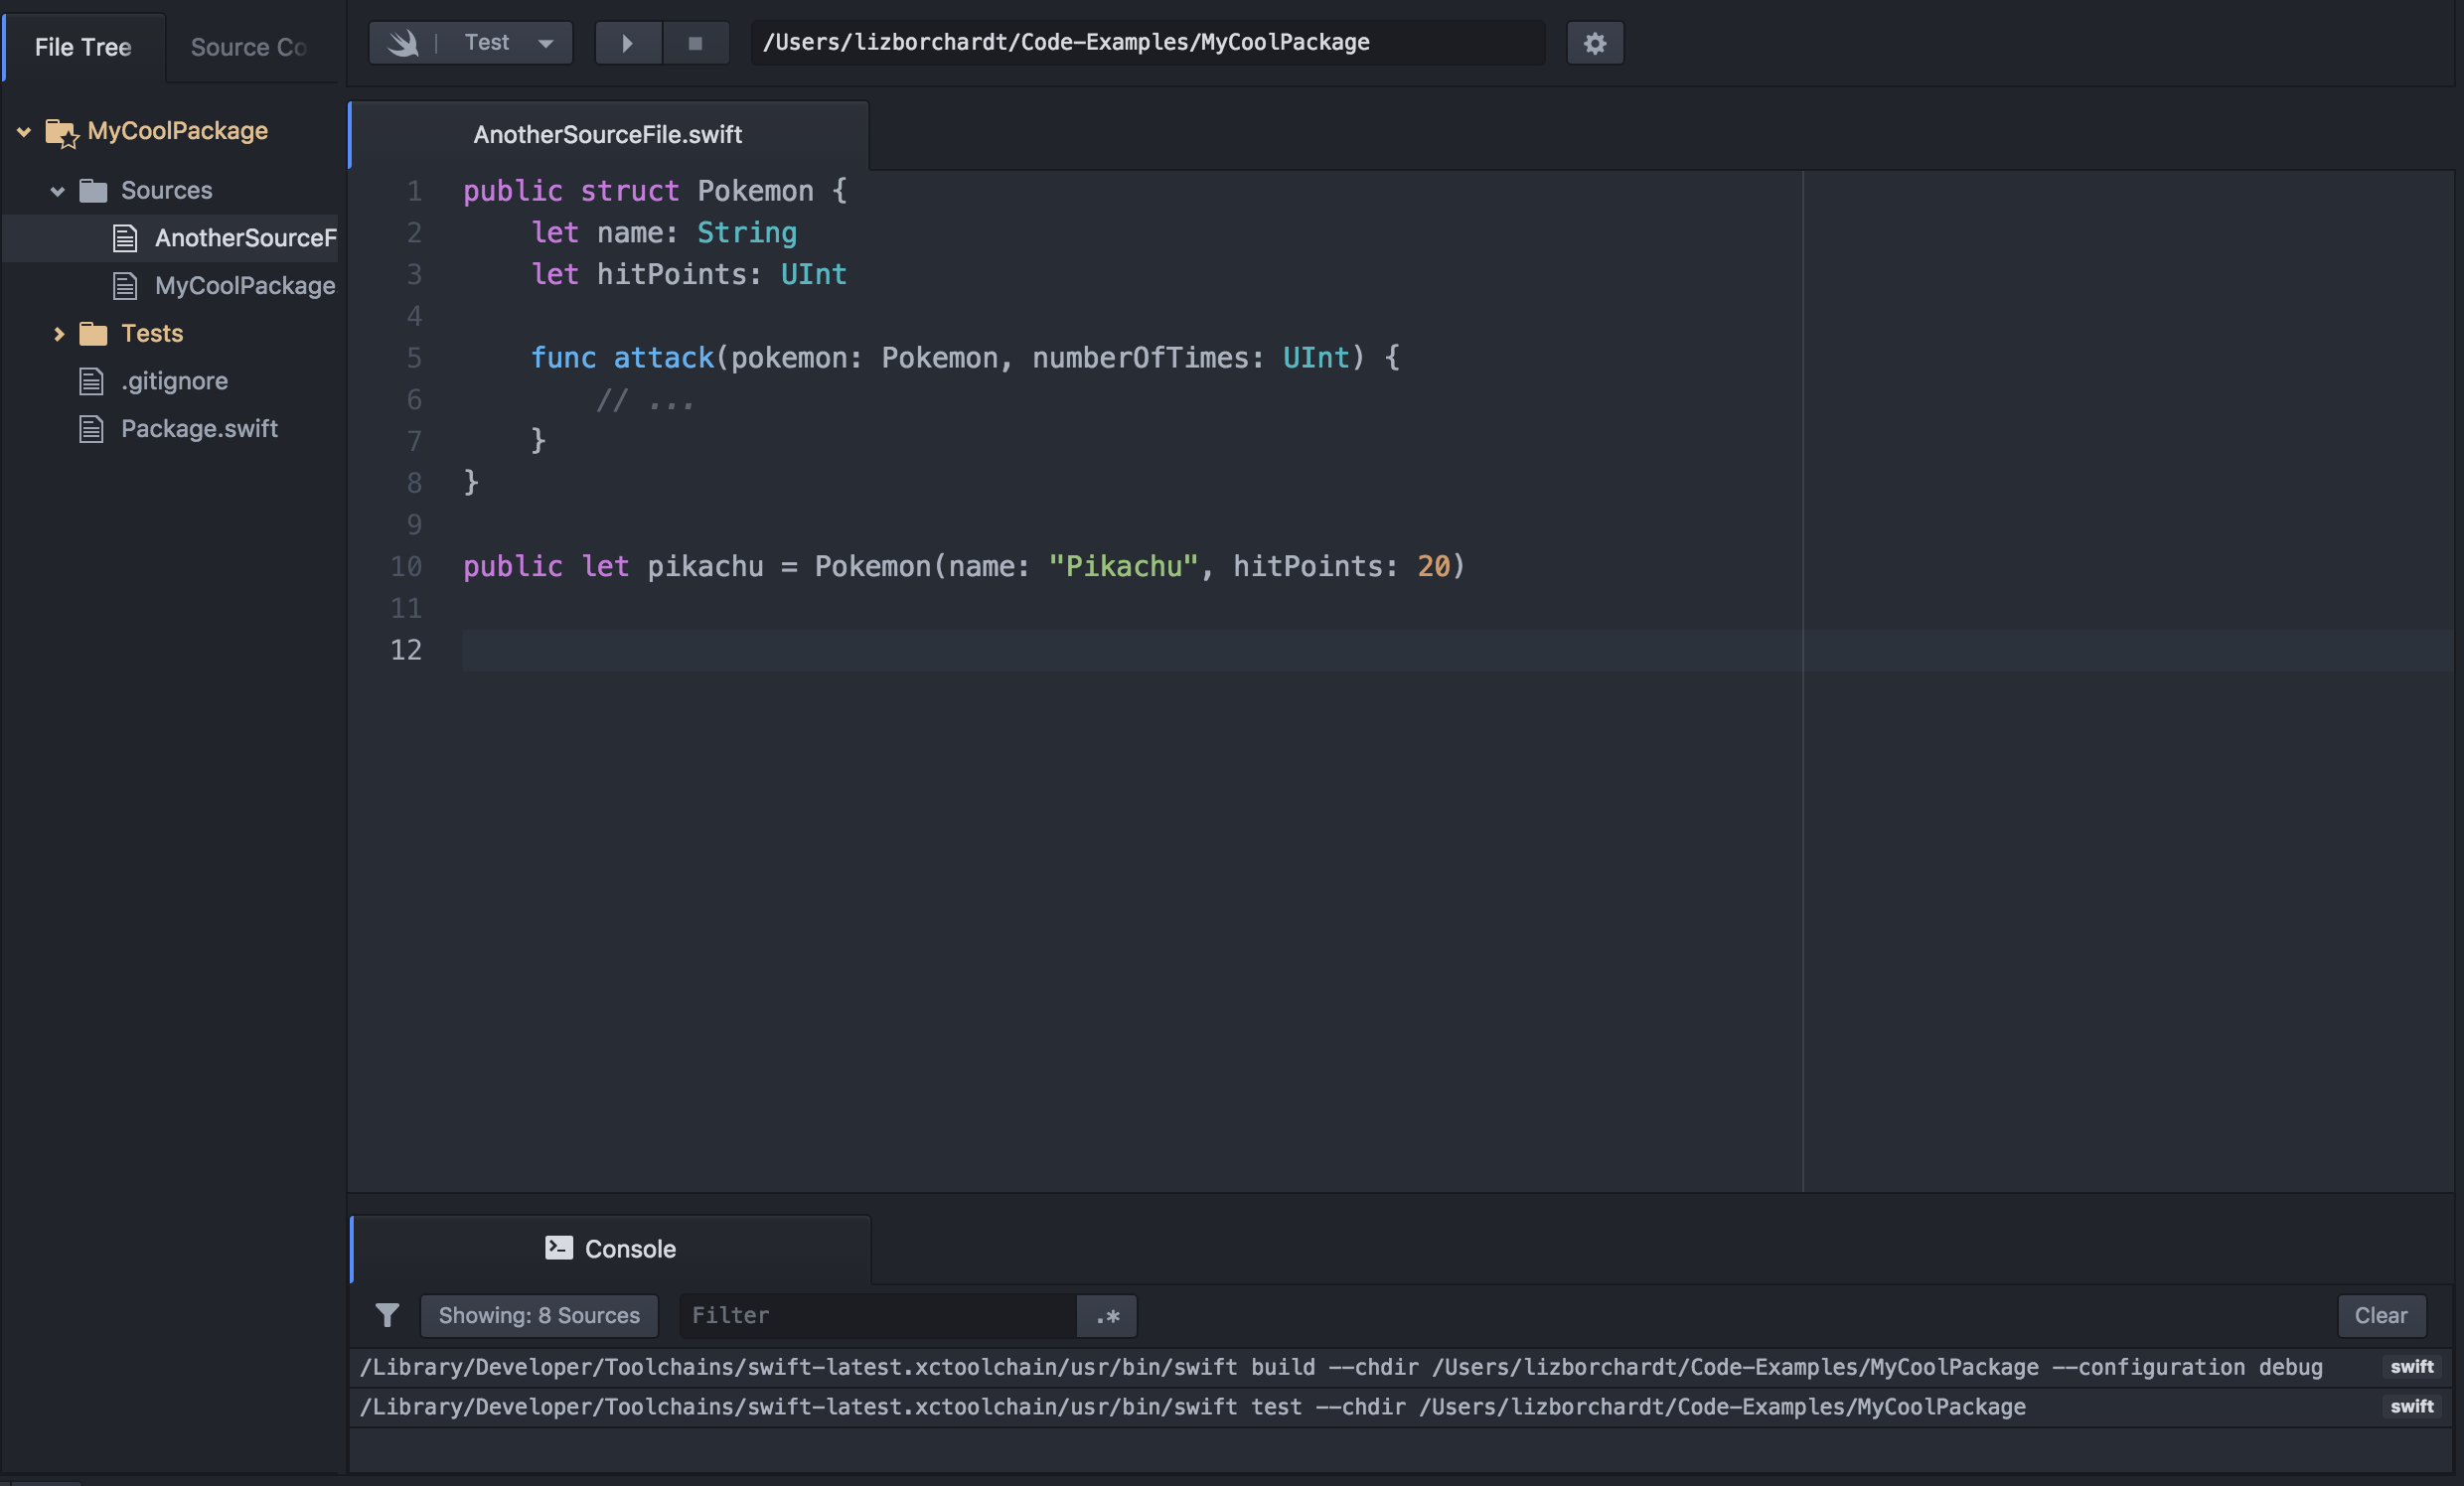 File Tree
Source Co
Test
/Users/lizborchardt/Code-Examples/MyCoolPackage
MyCoolPackage
Sources
AnotherSourceF
MyCoolPackage.
Tests
.gitignore
Package.swift
AnotherSourceFile.swift
1 public struct Pokemon {
2     let name: String
3     let hitPoints: UInt
4
5     func attack(pokemon: Pokemon, numberOfTimes: UInt) {
6         // ...
7     }
8 }
9
10 public let pikachu = Pokemon(name: "Pikachu", hitPoints: 20)
11
12
Console
Showing: 8 Sources
Filter
.*
Clear
/Library/Developer/Toolchains/swift-latest.xctoolchain/usr/bin/swift build --chdir /Users/lizborchardt/Code-Examples/MyCoolPackage --configuration debug swift
/Library/Developer/Toolchains/swift-latest.xctoolchain/usr/bin/swift test --chdir /Users/lizborchardt/Code-Examples/MyCoolPackage swift